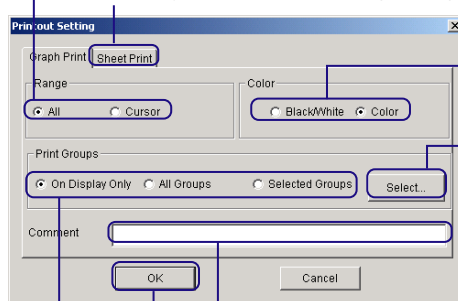 Printout Setting
Graph Print Sheet Print
Range Color
All Cursor Black/White Color
Print Groups
On Display Only All Groups Selected Groups Select...
Comment
OK Cancel